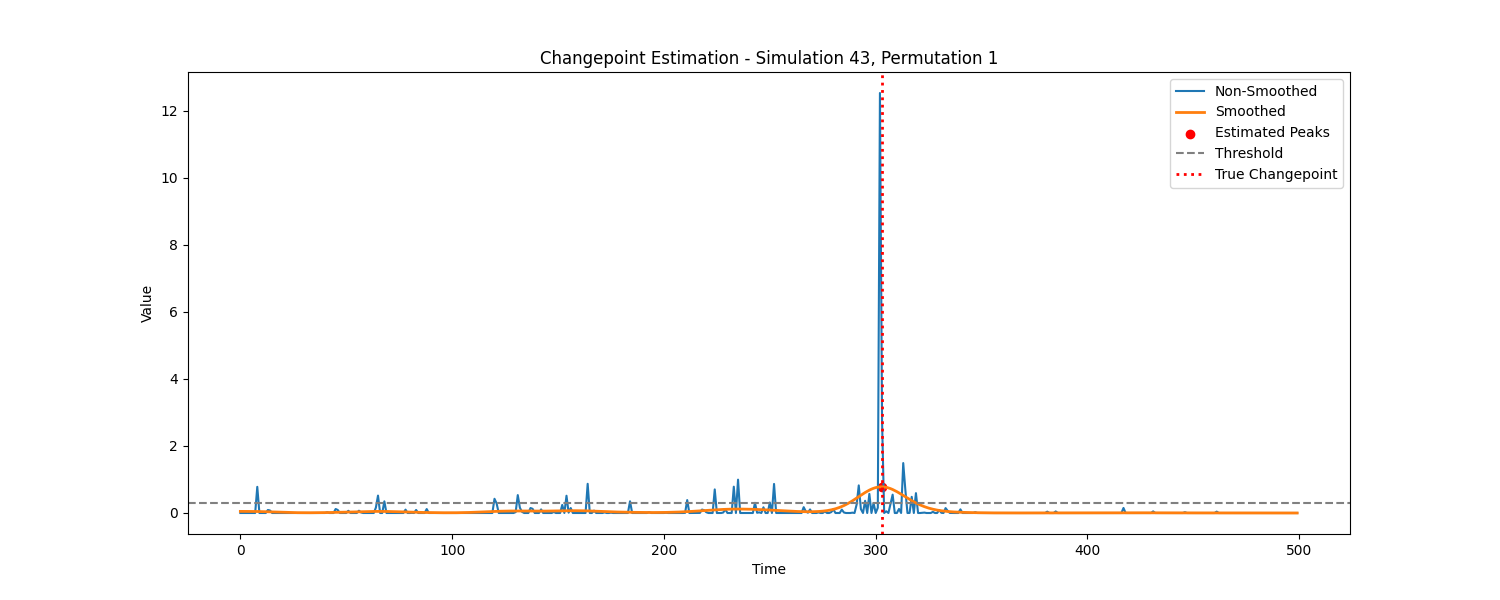 Changepoint Estimation - Simulation 43, Permutation 1
Non-Smoothed
Smoothed
Estimated Peaks
Threshold
True Changepoint
12
10
8
6
4
2
0
Value
0 100 200 300 400 500
Time